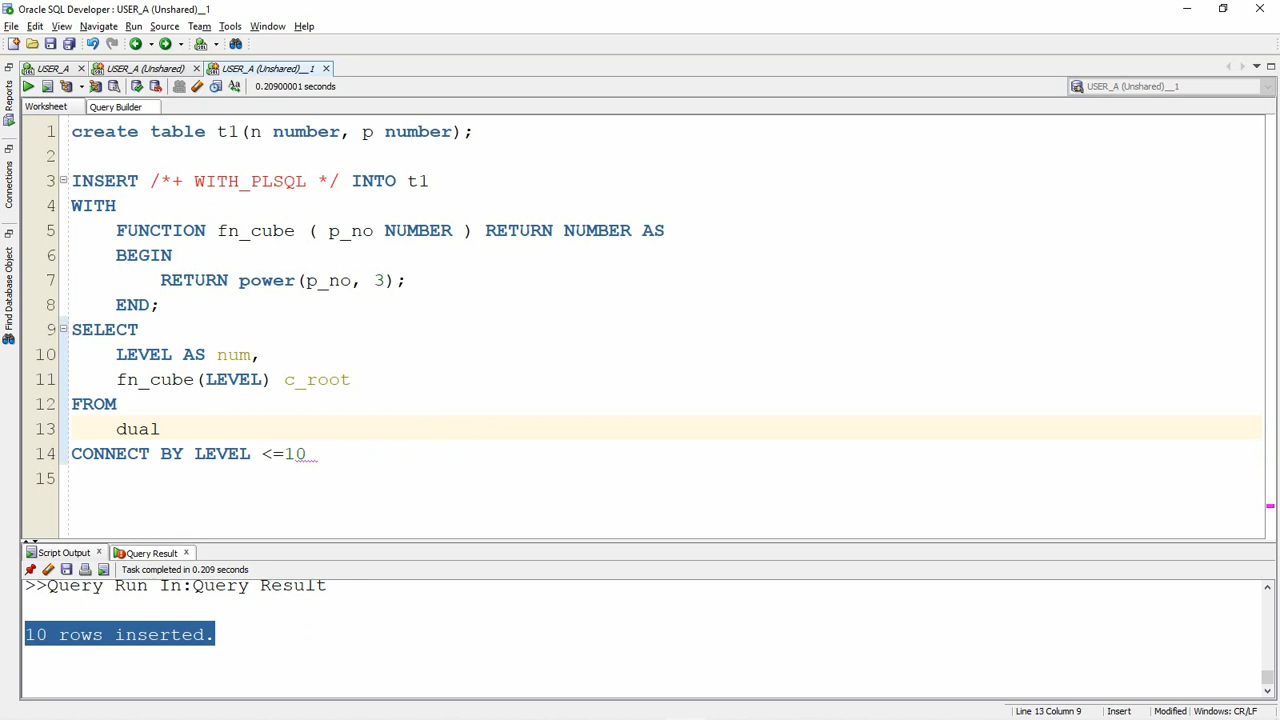 Oracle SQL Developer : USER_A (Unshared)__1
File Edit View Navigate Run Source Team Tools Window Help
USER_A USER_A (Unshared) USER_A (Unshared)__1
0.20900001 seconds USER_A (Unshared)__1
Worksheet Query Builder
Reports
Connections
Find Database Object
1 create table t1(n number, p number);
2
3 INSERT /*+ WITH_PLSQL */ INTO t1
4 WITH
5 FUNCTION fn_cube ( p_no NUMBER ) RETURN NUMBER AS
6 BEGIN
7 RETURN power(p_no, 3);
8 END;
9 SELECT
10 LEVEL AS num,
11 fn_cube(LEVEL) c_root
12 FROM
13 dual
14 CONNECT BY LEVEL <=10
15
Script Output Query Result
Task completed in 0.209 seconds
>>Query Run In:Query Result
10 rows inserted.
Line 13 Column 9 Insert Modified Windows: CR/LF